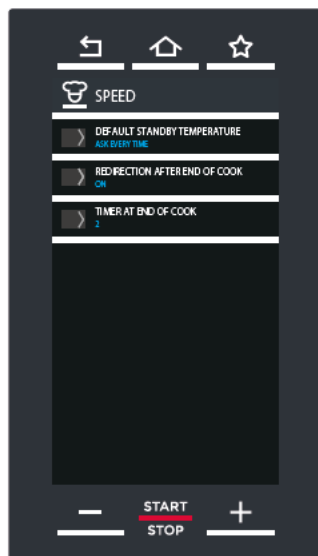 SPEED
DEFAULT STANDBY TEMPERATURE
ASK EVERY TIME
REDIRECTION AFTER END OF COOK
ON
TIMER AT END OF COOK
2
START
STOP